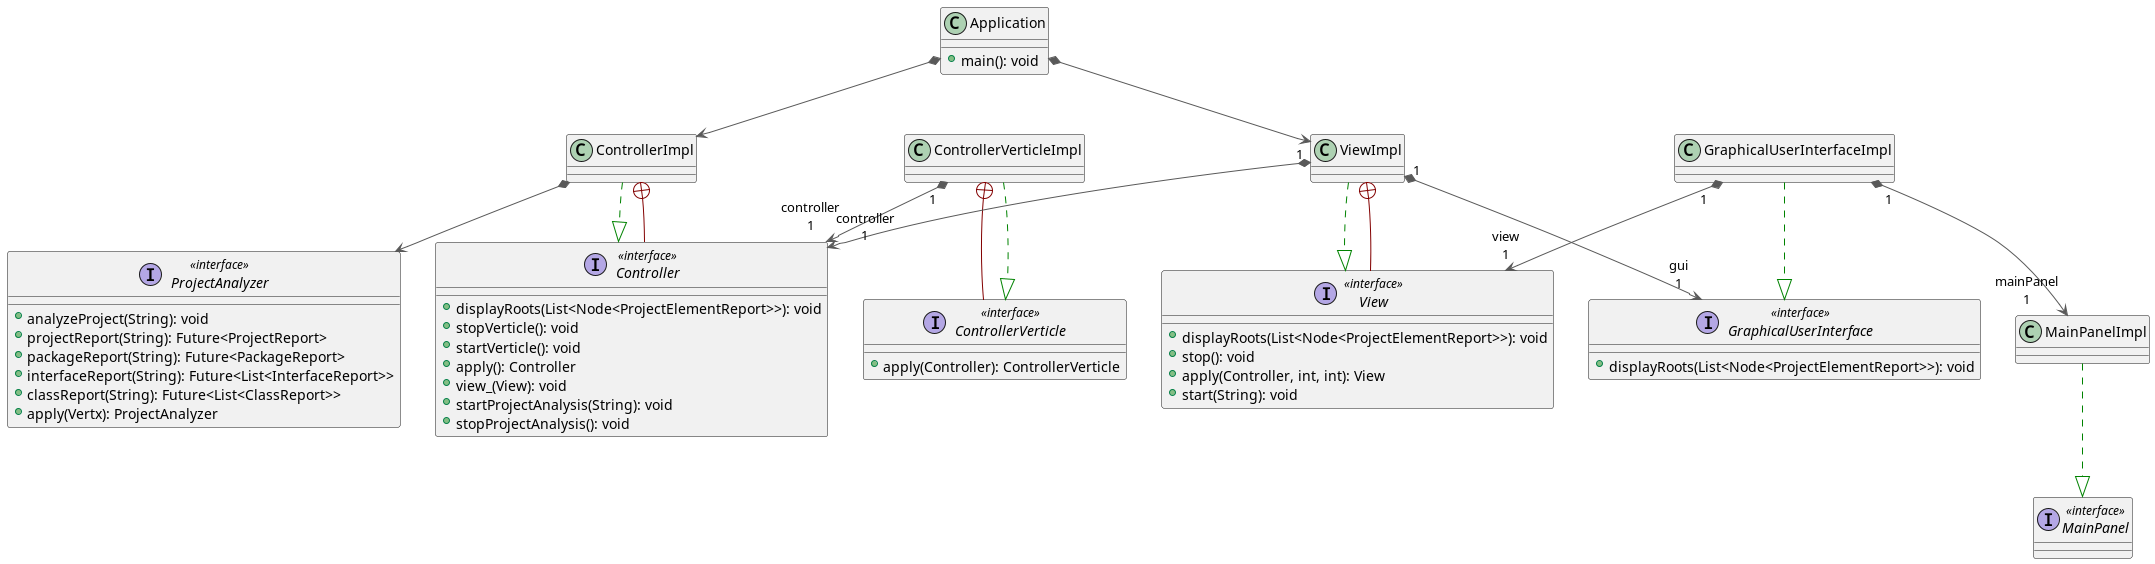 C Application
main(): void
C ControllerImpl
C ControllerVerticleImpl
C ViewImpl
C GraphicalUserInterfaceImpl
1
1
1
1
1
controller
1
controller
1
view
1
gui
1
mainPanel
1
«interface»
I ProjectAnalyzer
analyzeProject(String): void
projectReport(String): Future<ProjectReport>
packageReport(String): Future<PackageReport>
interfaceReport(String): Future<List<InterfaceReport>>
classReport(String): Future<List<ClassReport>>
apply(Vertx): ProjectAnalyzer
«interface»
I Controller
displayRoots(List<Node<ProjectElementReport>>): void
stopVerticle(): void
startVerticle(): void
apply(): Controller
view_(View): void
startProjectAnalysis(String): void
stopProjectAnalysis(): void
«interface»
I ControllerVerticle
apply(Controller): ControllerVerticle
«interface»
I View
displayRoots(List<Node<ProjectElementReport>>): void
stop(): void
apply(Controller, int, int): View
start(String): void
«interface»
I GraphicalUserInterface
displayRoots(List<Node<ProjectElementReport>>): void
C MainPanelImpl
«interface»
I MainPanel